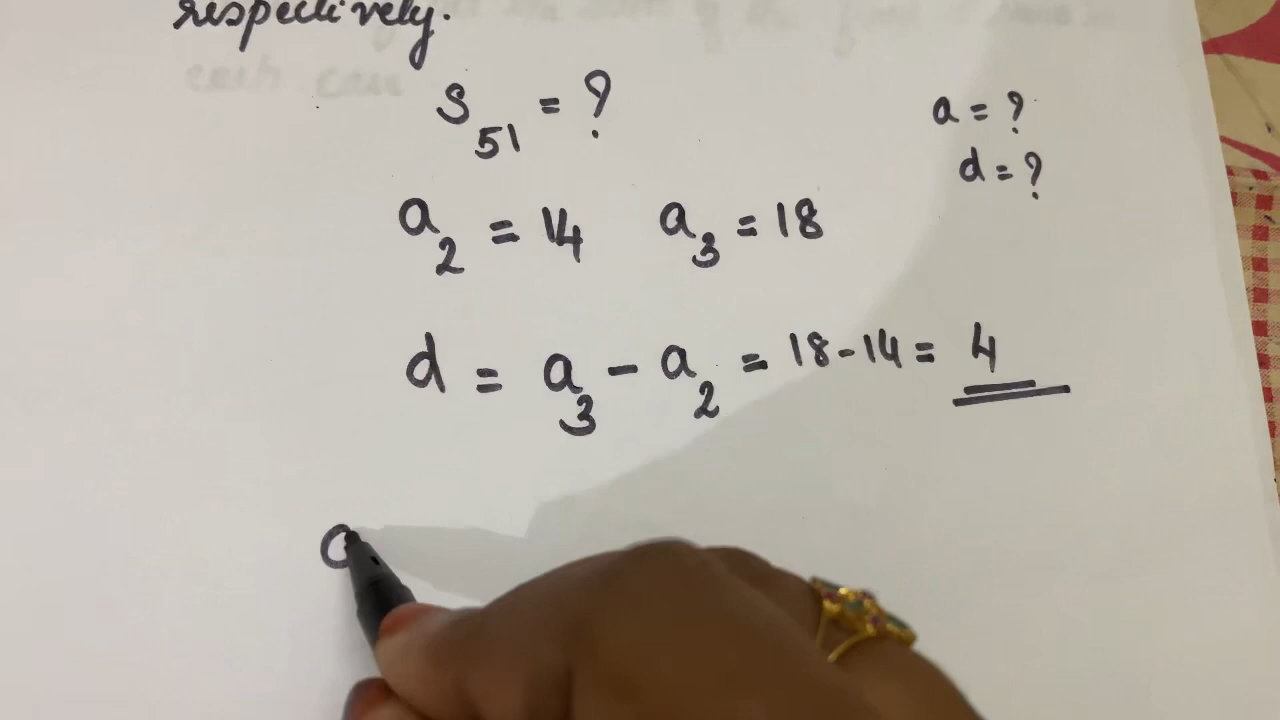 respectively.
S51 = ?
a = ?
d = ?
a2 = 14 a3 = 18
d = a3 - a2 = 18-14 = 4